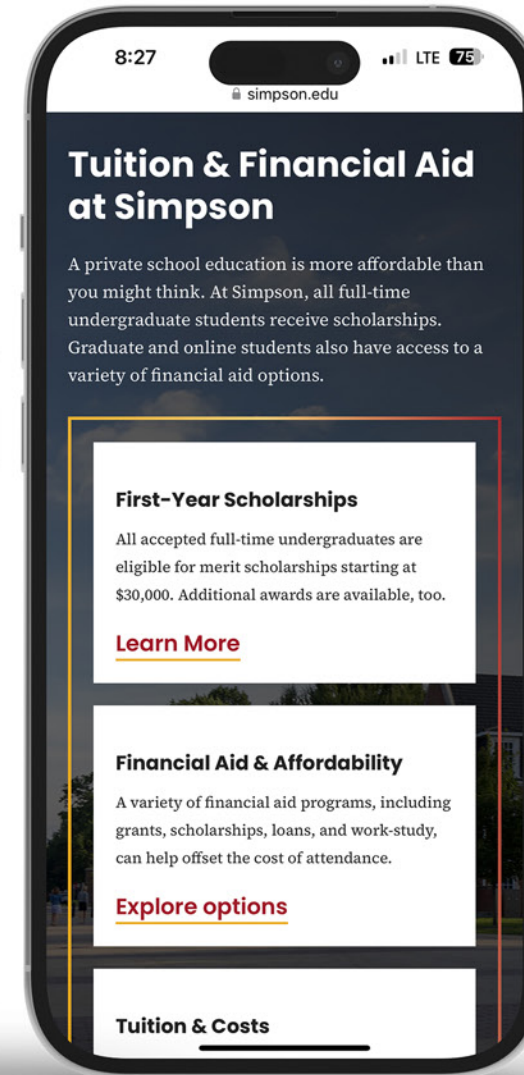 8:27
LTE 75
simpson.edu
Tuition & Financial Aid
at Simpson
A private school education is more affordable than
you might think. At Simpson, all full-time
undergraduate students receive scholarships.
Graduate and online students also have access to a
variety of financial aid options.
First-Year Scholarships
All accepted full-time undergraduates are
eligible for merit scholarships starting at
$30,000. Additional awards are available, too.
Learn More
Financial Aid & Affordability
A variety of financial aid programs, including
grants, scholarships, loans, and work-study,
can help offset the cost of attendance.
Explore options
Tuition & Costs